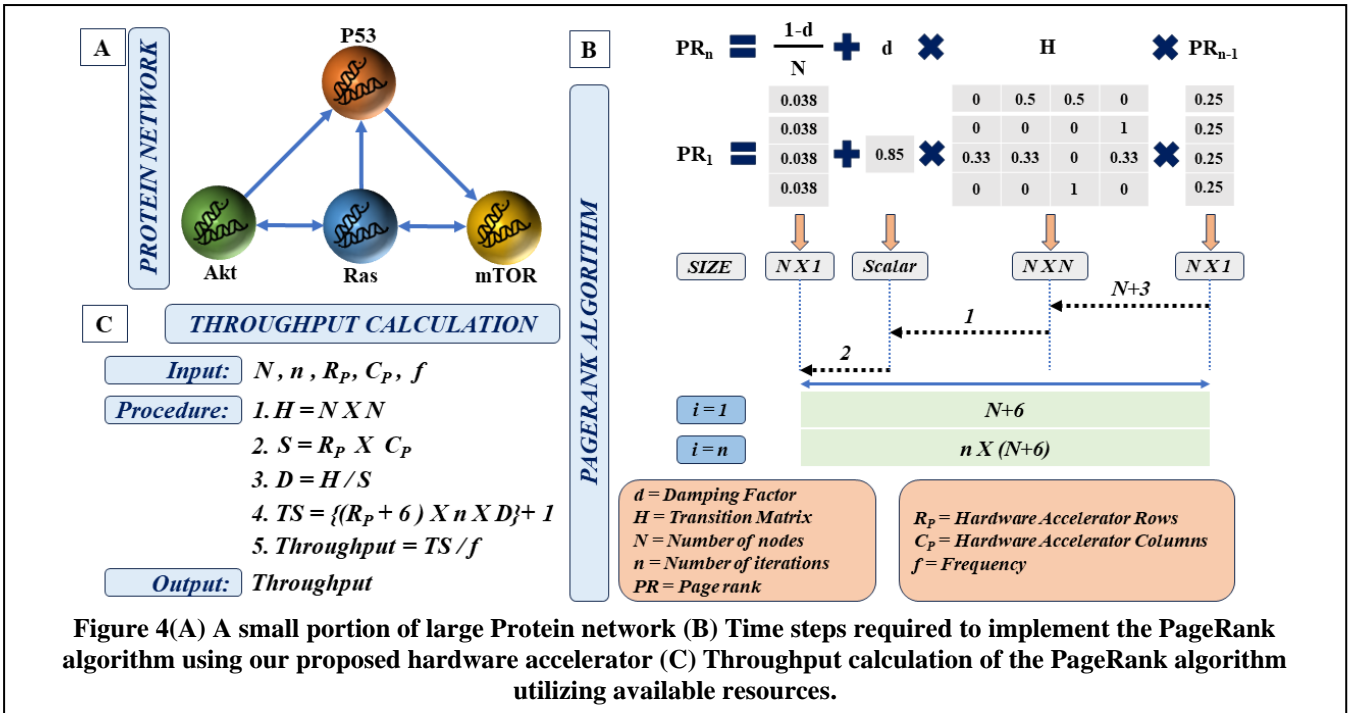 A
PROTEIN NETWORK
P53
Akt
Ras
mTOR
C
THROUGHPUT CALCULATION
Input: N , n , R_P, C_P, f
Procedure: 1. H = N X N
2. S = R_P X C_P
3. D = H / S
4. TS = {(R_P + 6 ) X n X D}+ 1
5. Throughput = TS / f
Output: Throughput
B
PAGERANK ALGORITHM
PR_n = 1-d / N + d × H × PR_n-1
0.038 0 0.5 0.5 0 0.25
0.038 0 0 0 1 0.25
PR_1 = 0.038 + 0.85 × 0.33 0.33 0 0.33 × 0.25
0.038 0 0 1 0 0.25
SIZE N X 1 Scalar N X N N X 1
N+3
1
2
i = 1 N+6
i = n n X (N+6)
d = Damping Factor
H = Transition Matrix
N = Number of nodes
n = Number of iterations
PR = Page rank
R_P = Hardware Accelerator Rows
C_P = Hardware Accelerator Columns
f = Frequency
Figure 4(A) A small portion of large Protein network (B) Time steps required to implement the PageRank
algorithm using our proposed hardware accelerator (C) Throughput calculation of the PageRank algorithm
utilizing available resources.